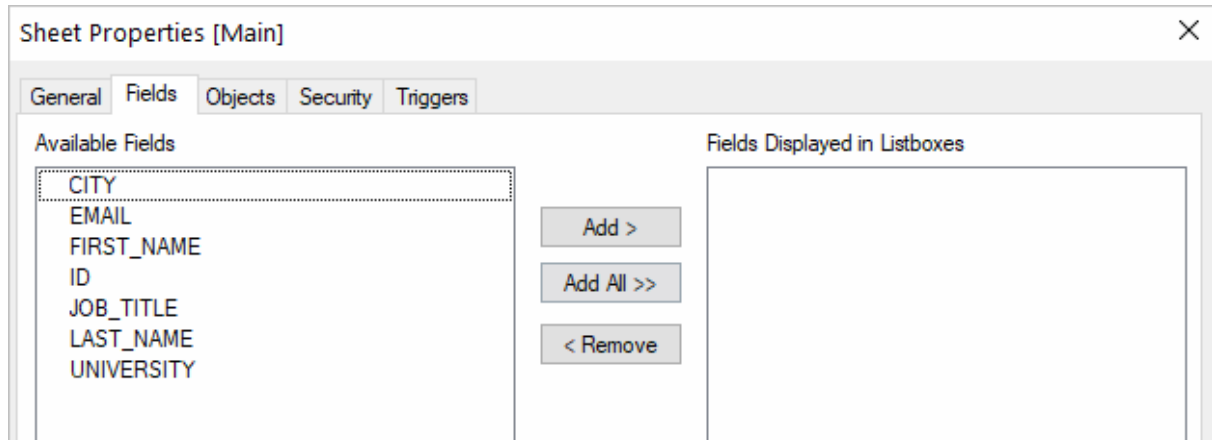 Sheet Properties [Main]
General Fields Objects Security Triggers
Available Fields
CITY
EMAIL
FIRST_NAME
ID
JOB_TITLE
LAST_NAME
UNIVERSITY
Add >
Add All >>
< Remove
Fields Displayed in Listboxes